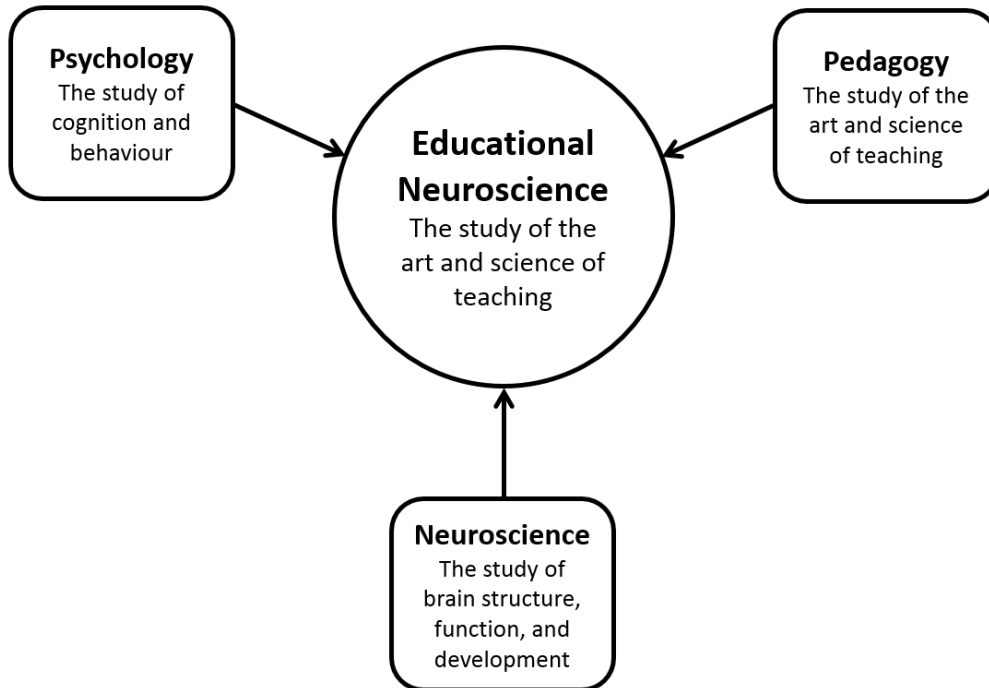 Psychology
The study of
cognition and
behaviour
Educational
Neuroscience
The study of the
art and science of
teaching
Pedagogy
The study of the
art and science
of teaching
Neuroscience
The study of
brain structure,
function, and
development